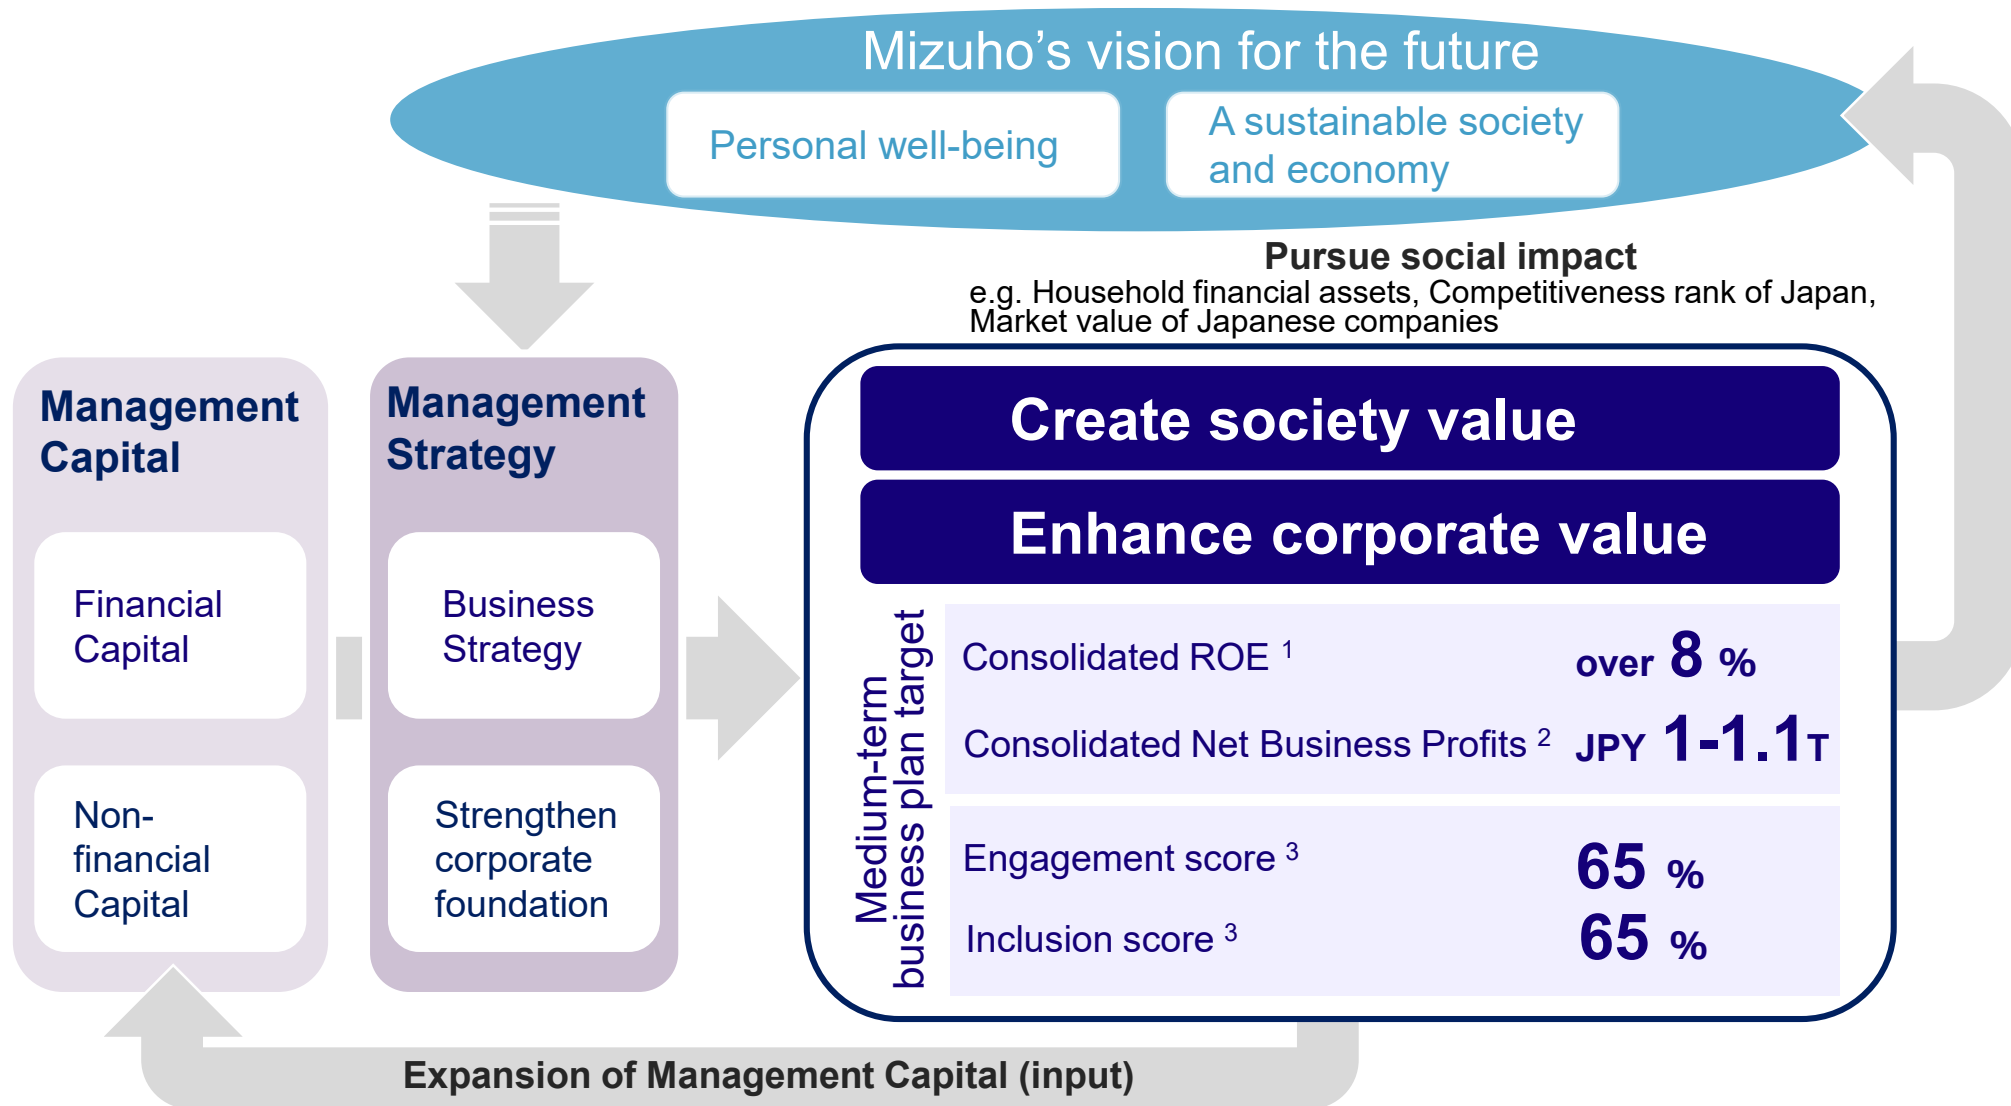 Mizuho’s vision for the future
Personal well-being
A sustainable society
and economy
Pursue social impact
e.g. Household financial assets, Competitiveness rank of Japan,
Market value of Japanese companies
Management
Capital
Financial
Capital
Non-
financial
Capital
Management
Strategy
Business
Strategy
Strengthen
corporate
foundation
Create society value
Enhance corporate value
Medium-term
business plan target
Consolidated ROE 1 over 8 %
Consolidated Net Business Profits 2 JPY 1-1.1T
Engagement score 3 65 %
Inclusion score 3 65 %
Expansion of Management Capital (input)